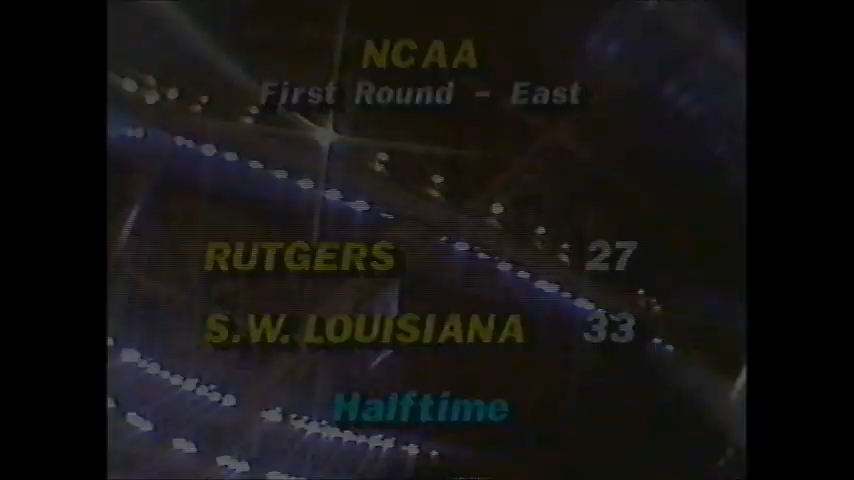 NCAA
First Round - East
RUTGERS 27
S.W. LOUISIANA 33
Halftime